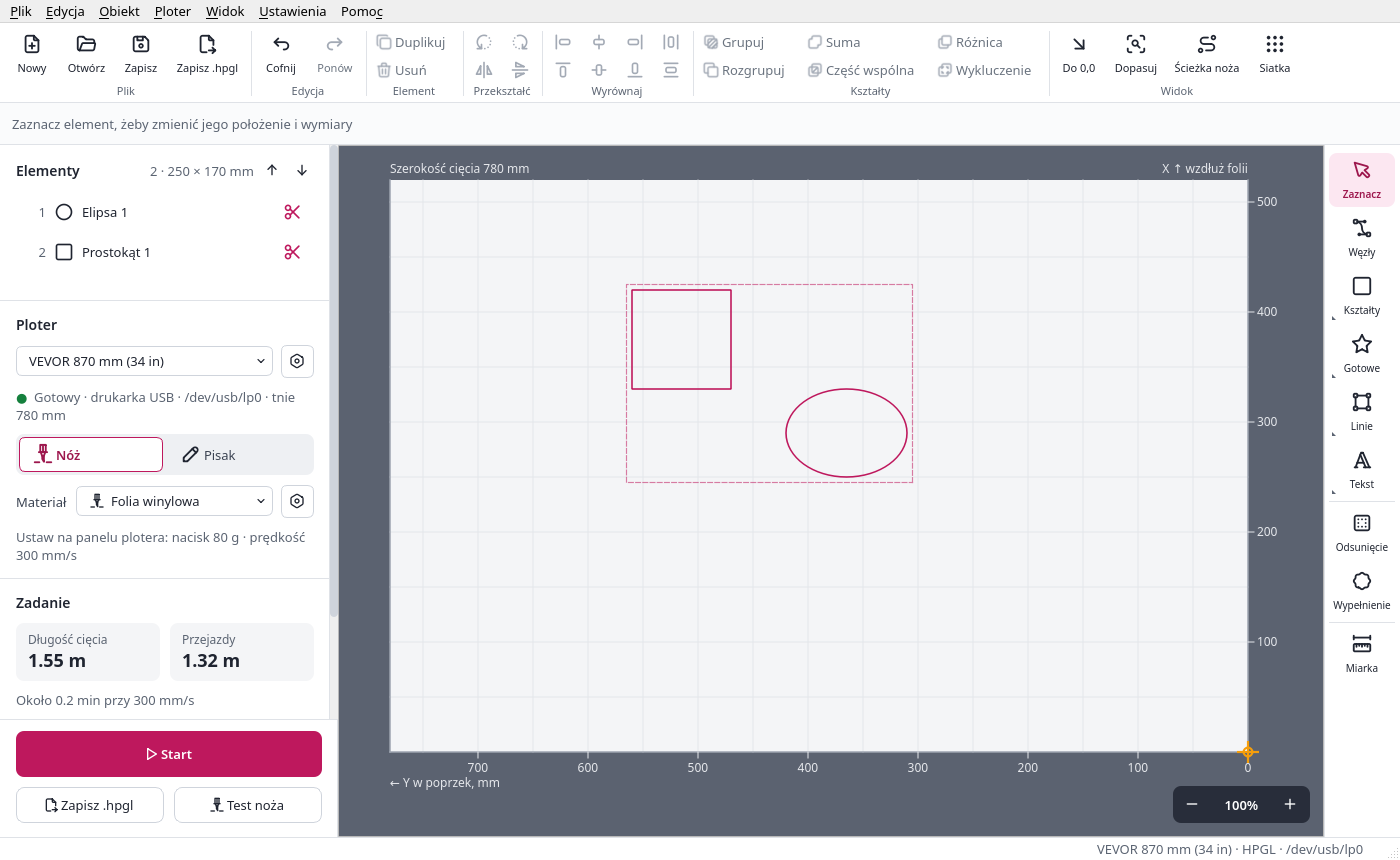 Plik Edycja Obiekt Ploter Widok Ustawienia Pomoc
Nowy Otwórz Zapisz Zapisz .hpgl
Plik
Cofnij Ponów
Edycja
Duplikuj
Usuń
Element
Przekształć
Wyrównaj
Grupuj Suma Różnica
Rozgrupuj Część wspólna Wykluczenie
Kształty
Do 0,0 Dopasuj Ścieżka noża Siatka
Widok
Zaznacz element, żeby zmienić jego położenie i wymiary
Elementy 2 · 250 × 170 mm ↑ ↓
1 Elipsa 1
2 Prostokąt 1
Ploter
VEVOR 870 mm (34 in)
Gotowy · drukarka USB · /dev/usb/lp0 · tnie
780 mm
Nóż Pisak
Materiał Folia winylowa
Ustaw na panelu plotera: nacisk 80 g · prędkość
300 mm/s
Zadanie
Długość cięcia Przejazdy
1.55 m 1.32 m
Około 0.2 min przy 300 mm/s
Start
Zapisz .hpgl Test noża
Szerokość cięcia 780 mm X ↑ wzdłuż folii
500
400
300
200
100
700 600 500 400 300 200 100 0
← Y w poprzek, mm
− 100% +
Zaznacz
Węzły
Kształty
Gotowe
Linie
Tekst
Odsunięcie
Wypełnienie
Miarka
VEVOR 870 mm (34 in) · HPGL · /dev/usb/lp0